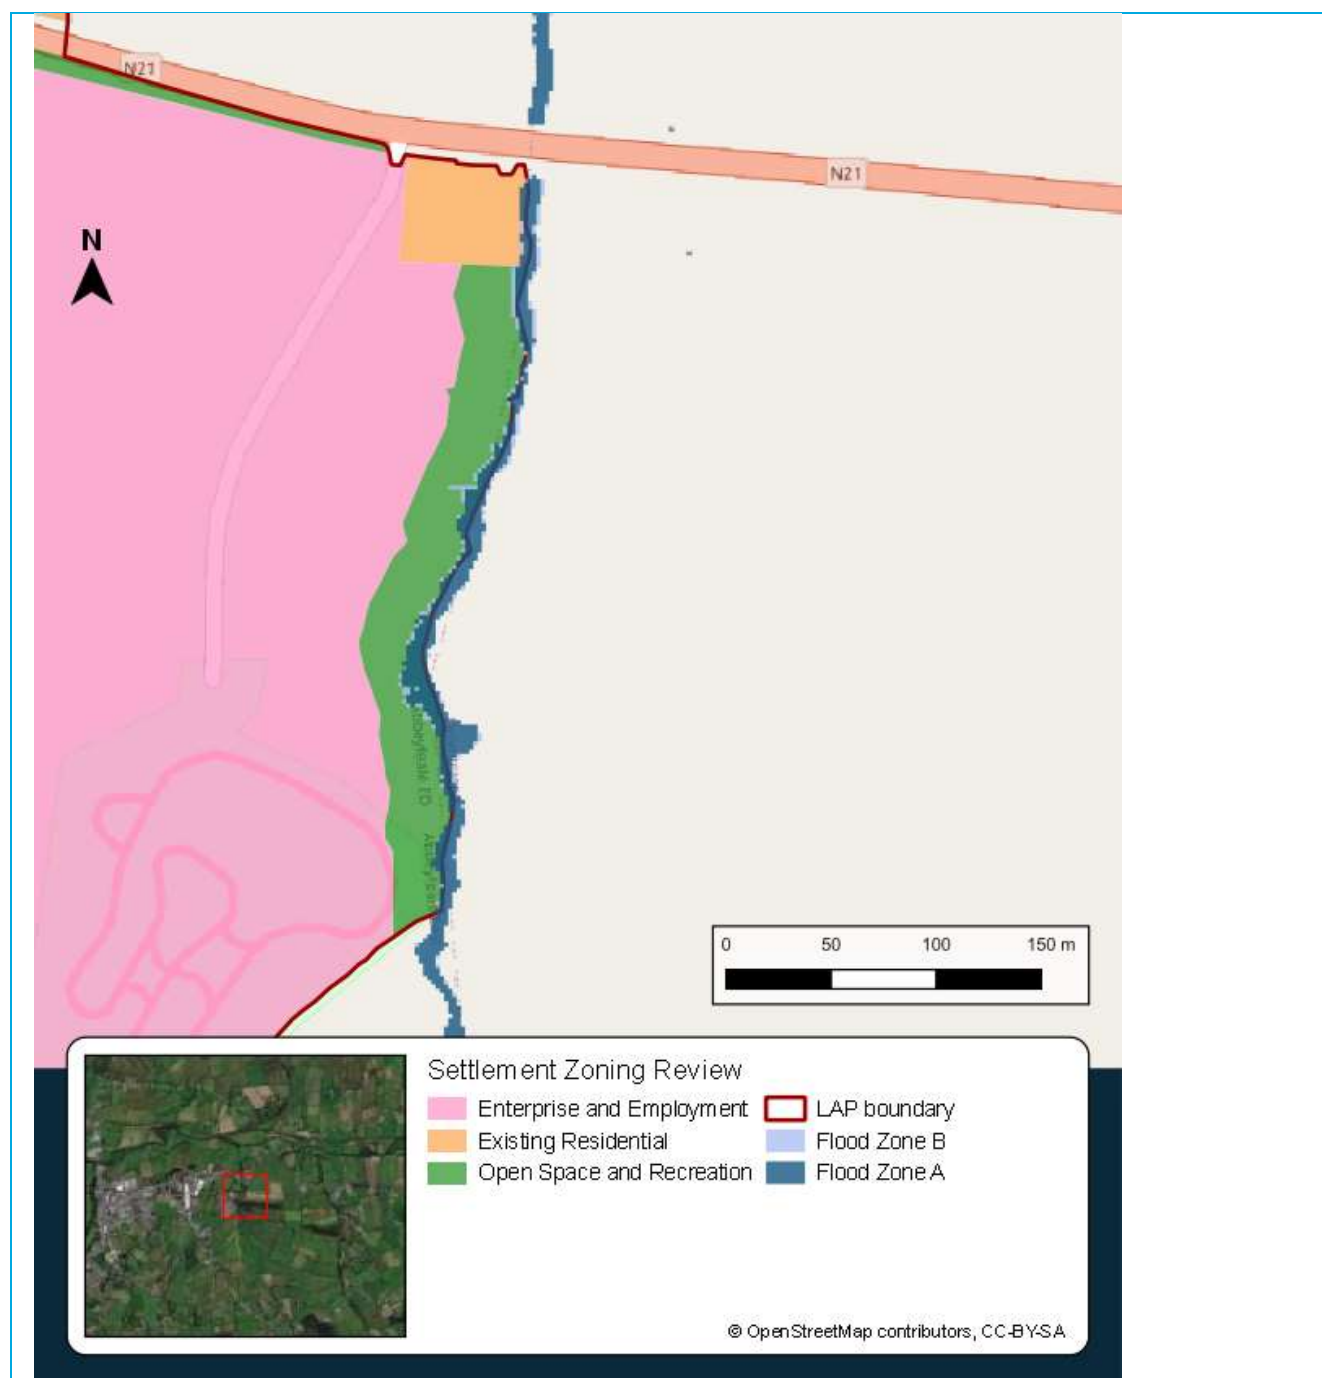 N21
N21
N
0 50 100 150 m
Settlement Zoning Review
Enterprise and Employment
LAP boundary
Existing Residential
Flood Zone B
Open Space and Recreation
Flood Zone A
© OpenStreetMap contributors, CC-BY-SA